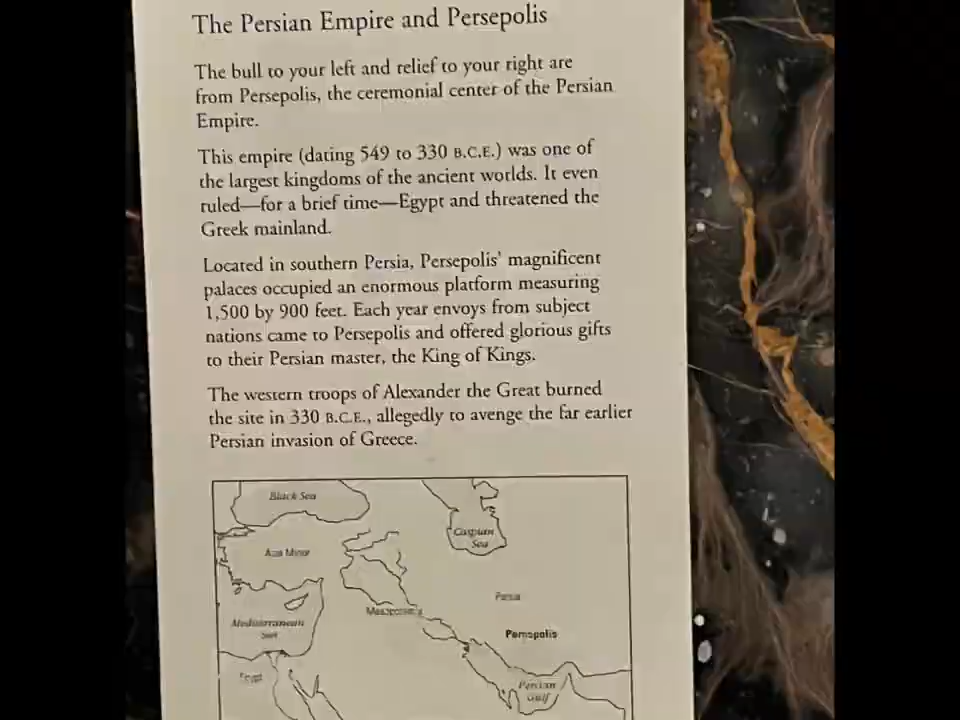 The Persian Empire and Persepolis
The bull to your left and relief to your right are
from Persepolis, the ceremonial center of the Persian
Empire.
This empire (dating 549 to 330 B.C.E.) was one of
the largest kingdoms of the ancient worlds. It even
ruled—for a brief time—Egypt and threatened the
Greek mainland.
Located in southern Persia, Persepolis' magnificent
palaces occupied an enormous platform measuring
1,500 by 900 feet. Each year envoys from subject
nations came to Persepolis and offered glorious gifts
to their Persian master, the King of Kings.
The western troops of Alexander the Great burned
the site in 330 B.C.E., allegedly to avenge the far earlier
Persian invasion of Greece.
Black Sea
Caspian
Sea
Asia Minor
Persia
Mesopotamia
Mediterranean
Sea
Persepolis
Egypt
Persian
Gulf